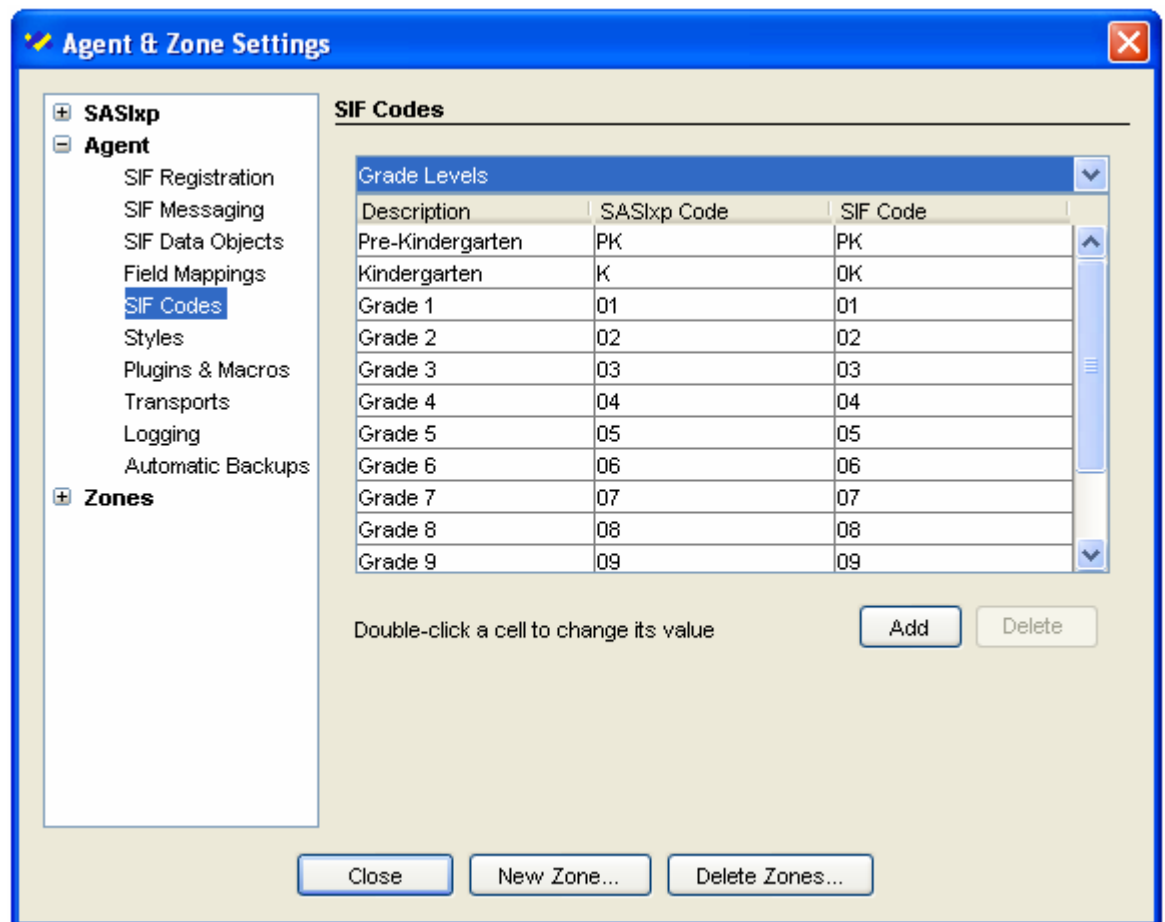 Agent & Zone Settings
SASIxp
Agent
SIF Registration
SIF Messaging
SIF Data Objects
Field Mappings
SIF Codes
Styles
Plugins & Macros
Transports
Logging
Automatic Backups
Zones
SIF Codes
Grade Levels
Description SASIxp Code SIF Code
Pre-Kindergarten PK PK
Kindergarten K 0K
Grade 1 01 01
Grade 2 02 02
Grade 3 03 03
Grade 4 04 04
Grade 5 05 05
Grade 6 06 06
Grade 7 07 07
Grade 8 08 08
Grade 9 09 09
Double-click a cell to change its value Add Delete
Close New Zone... Delete Zones...